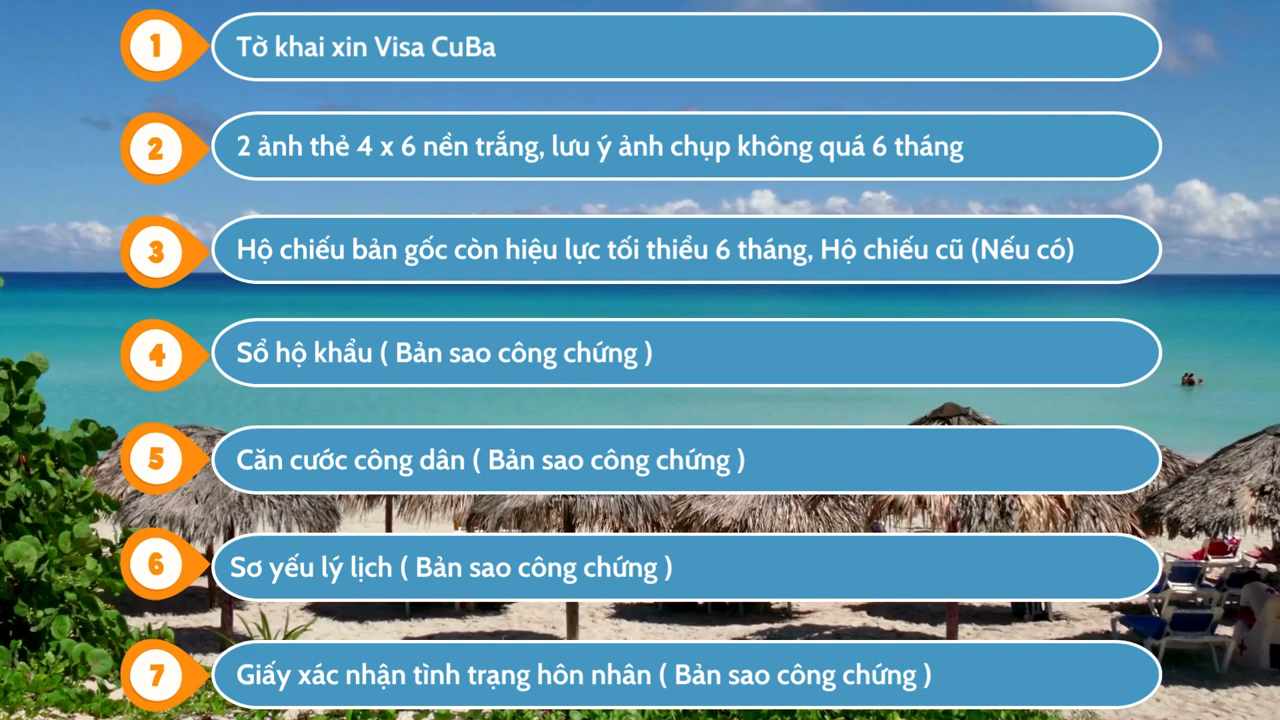 1 Tờ khai xin Visa CuBa
2 2 ảnh thẻ 4 x 6 nền trắng, lưu ý ảnh chụp không quá 6 tháng
3 Hộ chiếu bản gốc còn hiệu lực tối thiểu 6 tháng, Hộ chiếu cũ (Nếu có)
4 Sổ hộ khẩu ( Bản sao công chứng )
5 Căn cước công dân ( Bản sao công chứng )
6 Sơ yếu lý lịch ( Bản sao công chứng )
7 Giấy xác nhận tình trạng hôn nhân ( Bản sao công chứng )